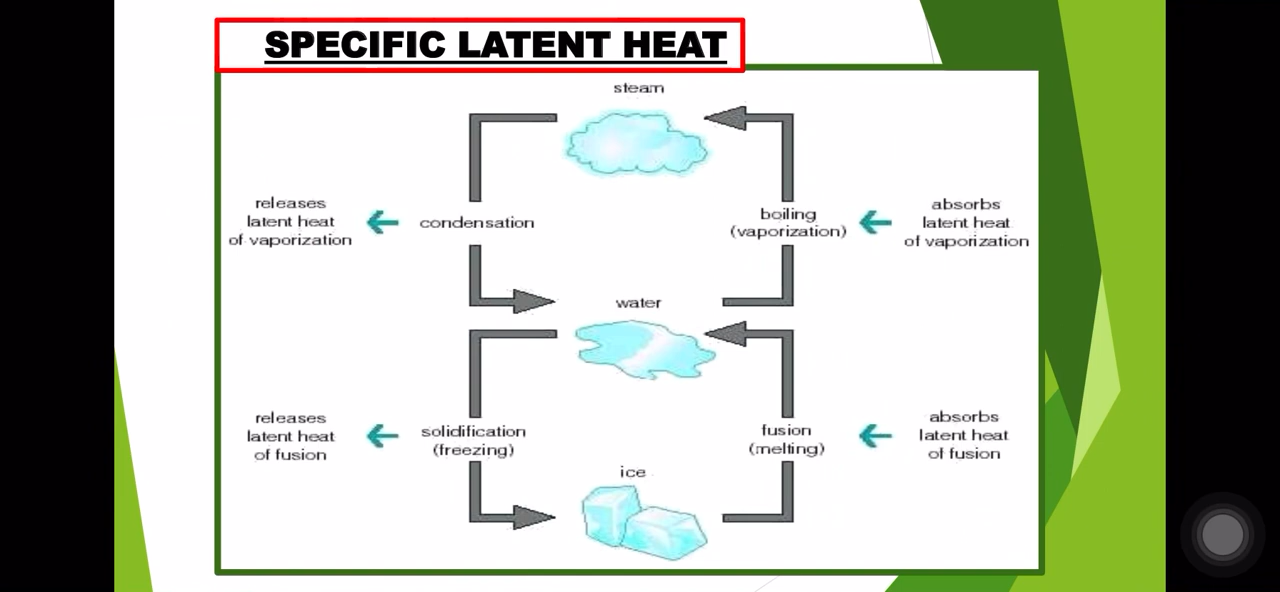 SPECIFIC LATENT HEAT
steam
releases
latent heat
of vaporization
condensation
boiling
(vaporization)
absorbs
latent heat
of vaporization
water
releases
latent heat
of fusion
solidification
(freezing)
fusion
(melting)
absorbs
latent heat
of fusion
ice